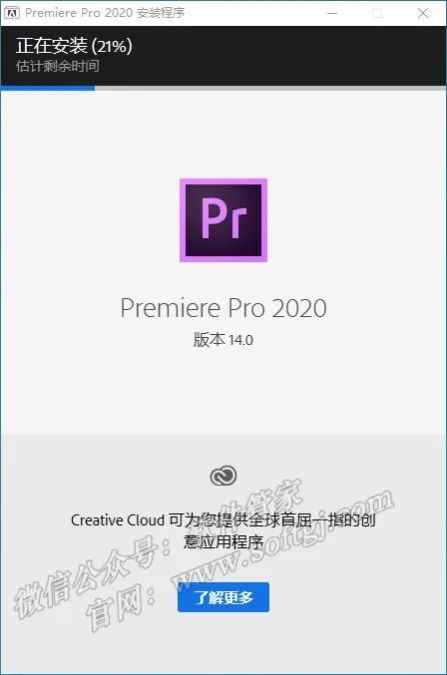 Premiere Pro 2020 安装程序
正在安装 (21%)
估计剩余时间
Pr
Premiere Pro 2020
版本 14.0
Creative Cloud 可为您提供全球首屈一指的创
意应用程序
了解更多
微信公众号：软件管家
官网：www.softgj.com